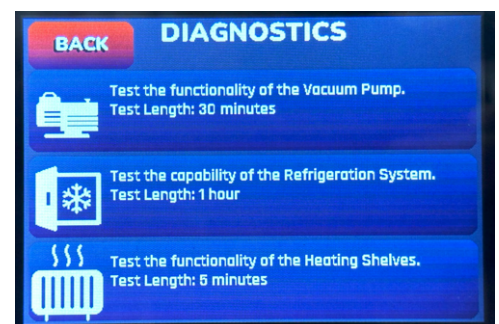 BACK
DIAGNOSTICS
Test the functionality of the Vacuum Pump.
Test Length: 30 minutes
Test the capability of the Refrigeration System.
Test Length: 1 hour
Test the functionality of the Heating Shelves.
Test Length: 5 minutes